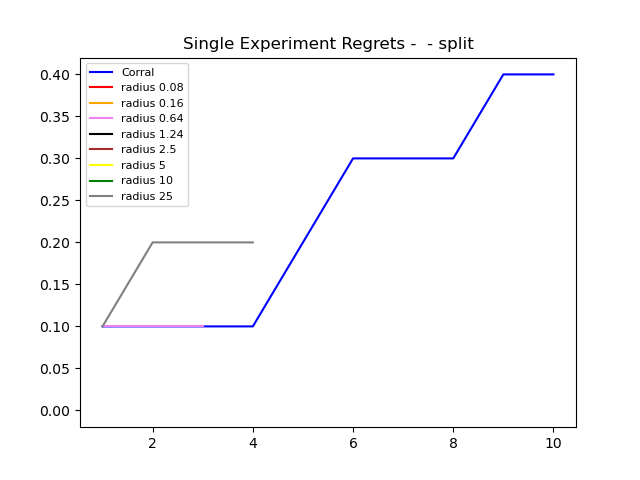 Single Experiment Regrets -  - split
Corral
radius 0.08
radius 0.16
radius 0.64
radius 1.24
radius 2.5
radius 5
radius 10
radius 25
0.40
0.35
0.30
0.25
0.20
0.15
0.10
0.05
0.00
2 4 6 8 10